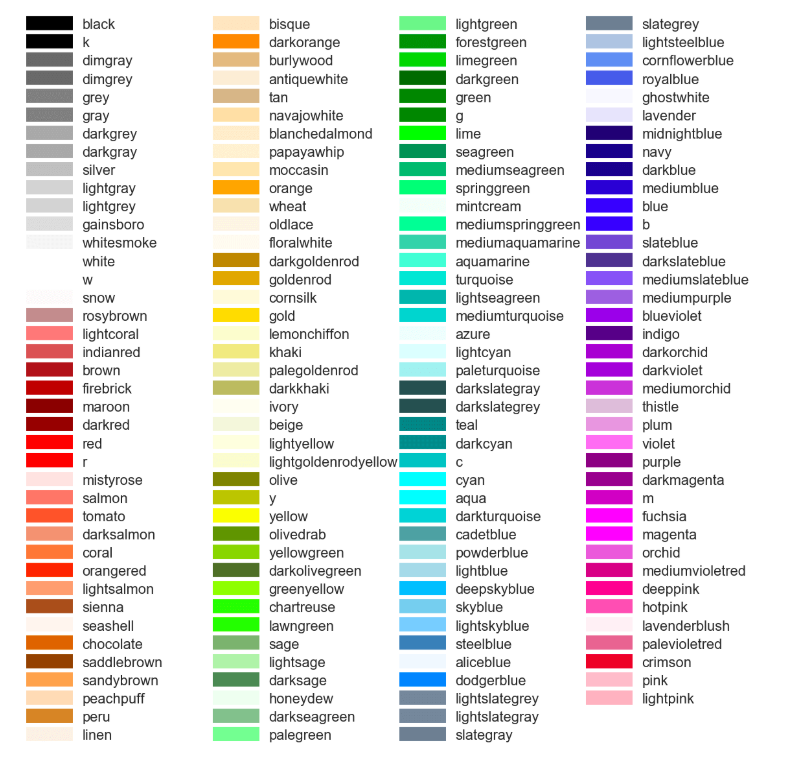 black
k
dimgray
dimgrey
grey
gray
darkgrey
darkgray
silver
lightgray
lightgrey
gainsboro
whitesmoke
white
w
snow
rosybrown
lightcoral
indianred
brown
firebrick
maroon
darkred
red
r
mistyrose
salmon
tomato
darksalmon
coral
orangered
lightsalmon
sienna
seashell
chocolate
saddlebrown
sandybrown
peachpuff
peru
linen
bisque
darkorange
burlywood
antiquewhite
tan
navajowhite
blanchedalmond
papayawhip
moccasin
orange
wheat
oldlace
floralwhite
darkgoldenrod
goldenrod
cornsilk
gold
lemonchiffon
khaki
palegoldenrod
darkkhaki
ivory
beige
lightyellow
lightgoldenrodyellow
olive
y
yellow
olivedrab
yellowgreen
darkolivegreen
greenyellow
chartreuse
lawngreen
sage
lightsage
darksage
honeydew
darkseagreen
palegreen
lightgreen
forestgreen
limegreen
darkgreen
green
g
lime
seagreen
mediumseagreen
springgreen
mintcream
mediumspringgreen
mediumaquamarine
aquamarine
turquoise
lightseagreen
mediumturquoise
azure
lightcyan
paleturquoise
darkslategray
darkslategrey
teal
darkcyan
c
cyan
aqua
darkturquoise
cadetblue
powderblue
lightblue
deepskyblue
skyblue
lightskyblue
steelblue
aliceblue
dodgerblue
lightslategrey
lightslategray
slategray
slategrey
lightsteelblue
cornflowerblue
royalblue
ghostwhite
lavender
midnightblue
navy
darkblue
mediumblue
blue
b
slateblue
darkslateblue
mediumslateblue
mediumpurple
blueviolet
indigo
darkorchid
darkviolet
mediumorchid
thistle
plum
violet
purple
darkmagenta
m
fuchsia
magenta
orchid
mediumvioletred
deeppink
hotpink
lavenderblush
palevioletred
crimson
pink
lightpink